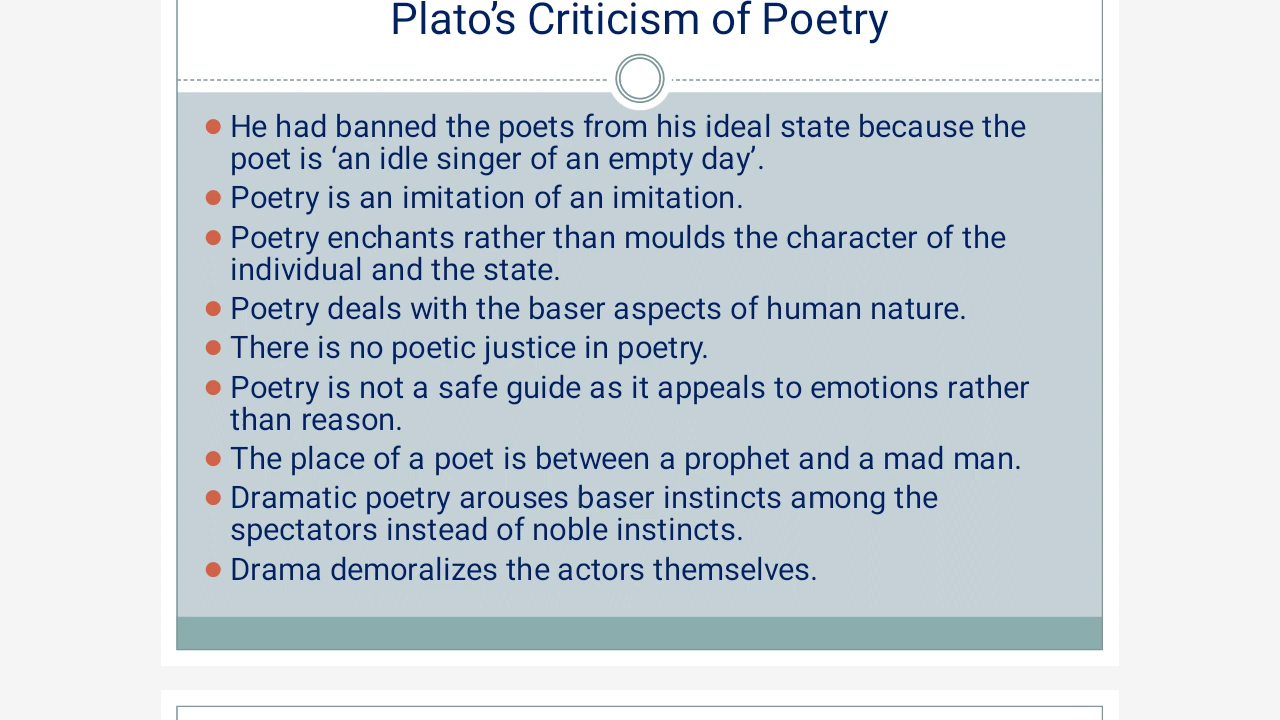 Plato’s Criticism of Poetry
He had banned the poets from his ideal state because the
poet is ‘an idle singer of an empty day’.
Poetry is an imitation of an imitation.
Poetry enchants rather than moulds the character of the
individual and the state.
Poetry deals with the baser aspects of human nature.
There is no poetic justice in poetry.
Poetry is not a safe guide as it appeals to emotions rather
than reason.
The place of a poet is between a prophet and a mad man.
Dramatic poetry arouses baser instincts among the
spectators instead of noble instincts.
Drama demoralizes the actors themselves.